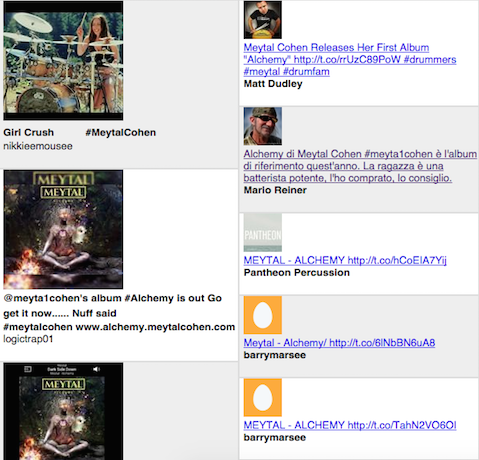 Girl Crush #MeytalCohen
nikkieemousee
MEYTAL
MEYTAL
@meyta1cohen's album #Alchemy is out Go
get it now...... Nuff said
#meytalcohen www.alchemy.meytalcohen.com
logictrap01
Dark Side Down
MEYTAL
Meytal Cohen Releases Her First Album
"Alchemy" http://t.co/rrUzC89PoW #drummers
#meytal #drumfam
Matt Dudley
Alchemy di Meytal Cohen #meyta1cohen è l'album
di riferimento quest'anno. La ragazza è una
batterista potente, l'ho comprato, lo consiglio.
Mario Reiner
PANTHEON
MEYTAL - ALCHEMY http://t.co/hCoEIA7Yij
Pantheon Percussion
Meytal - Alchemy/ http://t.co/6lNbBN6uA8
barrymarsee
MEYTAL - ALCHEMY http://t.co/TahN2VO6Ol
barrymarsee